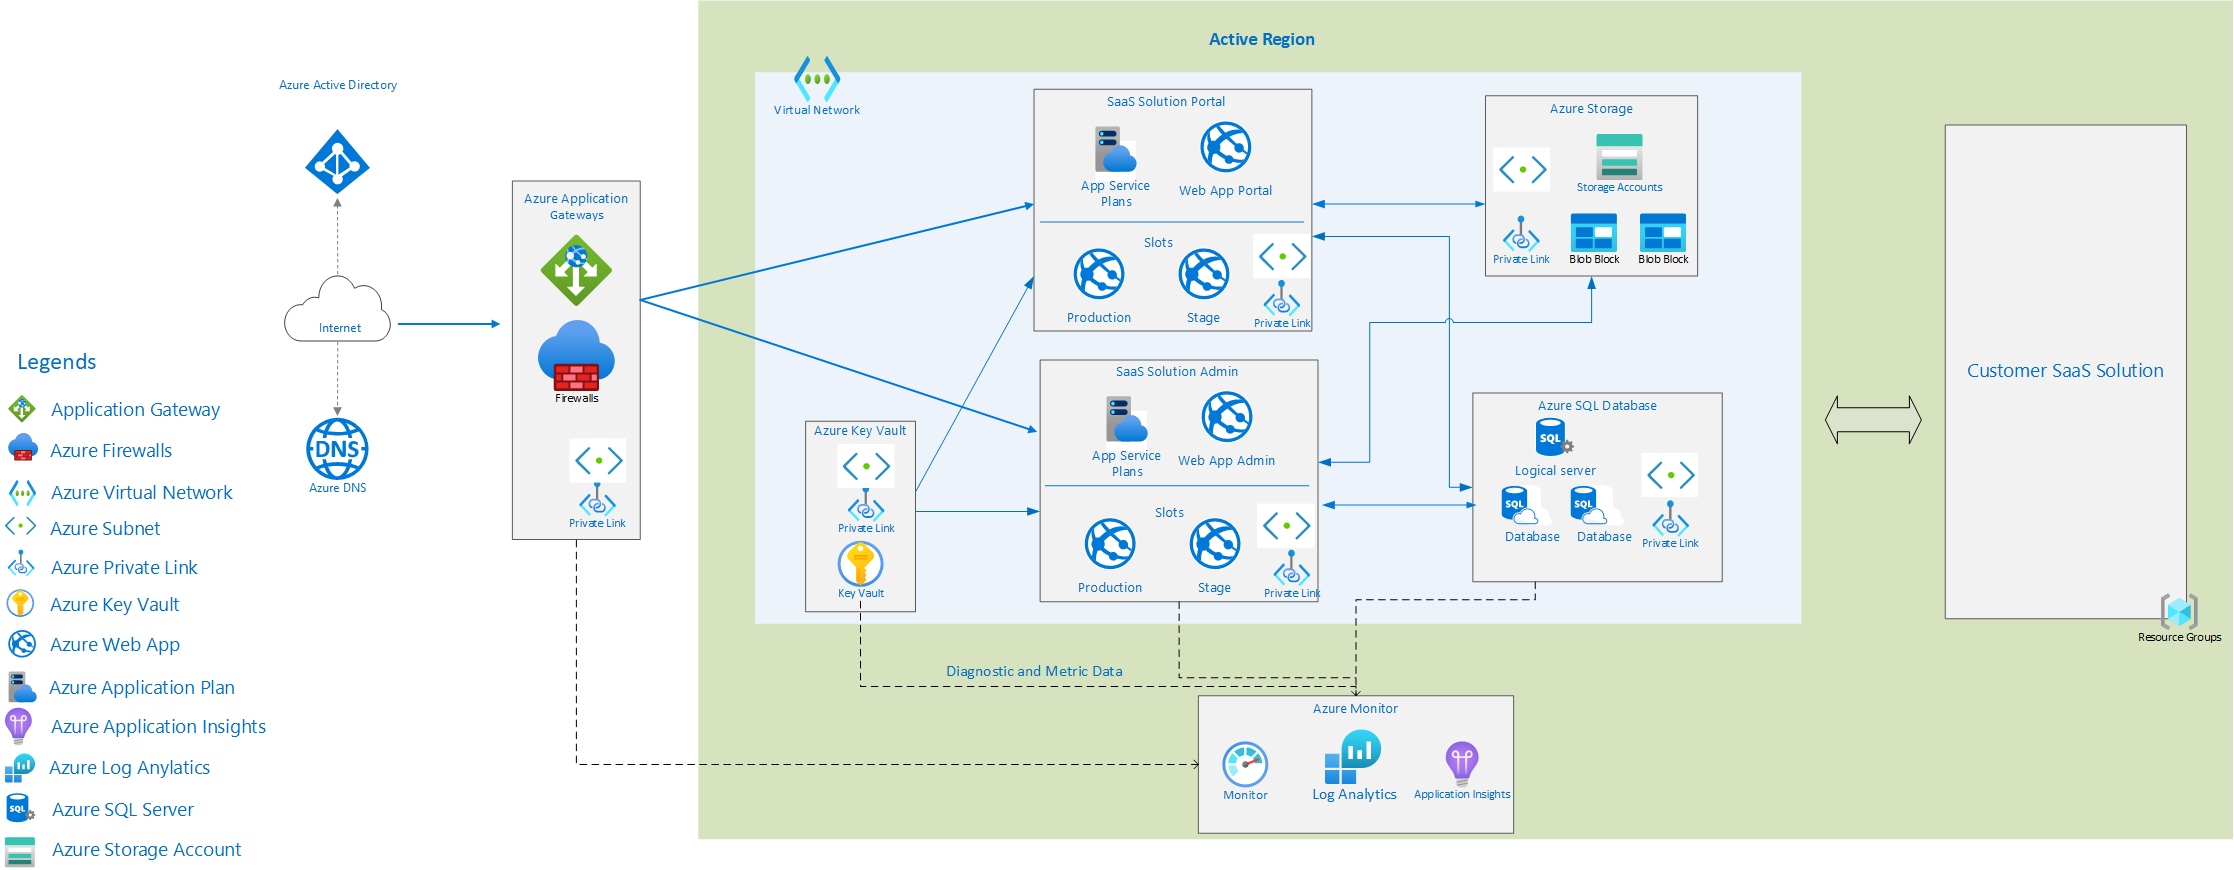 Active Region
Azure Active Directory
Internet
DNS
Azure DNS
Azure Application
Gateways
Firewalls
Private Link
Virtual Network
SaaS Solution Portal
App Service
Plans
Web App Portal
Slots
Production
Stage
Private Link
SaaS Solution Admin
App Service
Plans
Web App Admin
Slots
Production
Stage
Private Link
Azure Key Vault
Private Link
Key Vault
Azure Storage
Storage Accounts
Private Link
Blob Block
Blob Block
Azure SQL Database
SQL
Logical server
SQL
SQL
Database
Database
Private Link
Customer SaaS Solution
Resource Groups
Diagnostic and Metric Data
Azure Monitor
Monitor
Log Analytics
Application Insights
Legends
Application Gateway
Azure Firewalls
Azure Virtual Network
Azure Subnet
Azure Private Link
Azure Key Vault
Azure Web App
Azure Application Plan
Azure Application Insights
Azure Log Anylatics
SQL
Azure SQL Server
Azure Storage Account